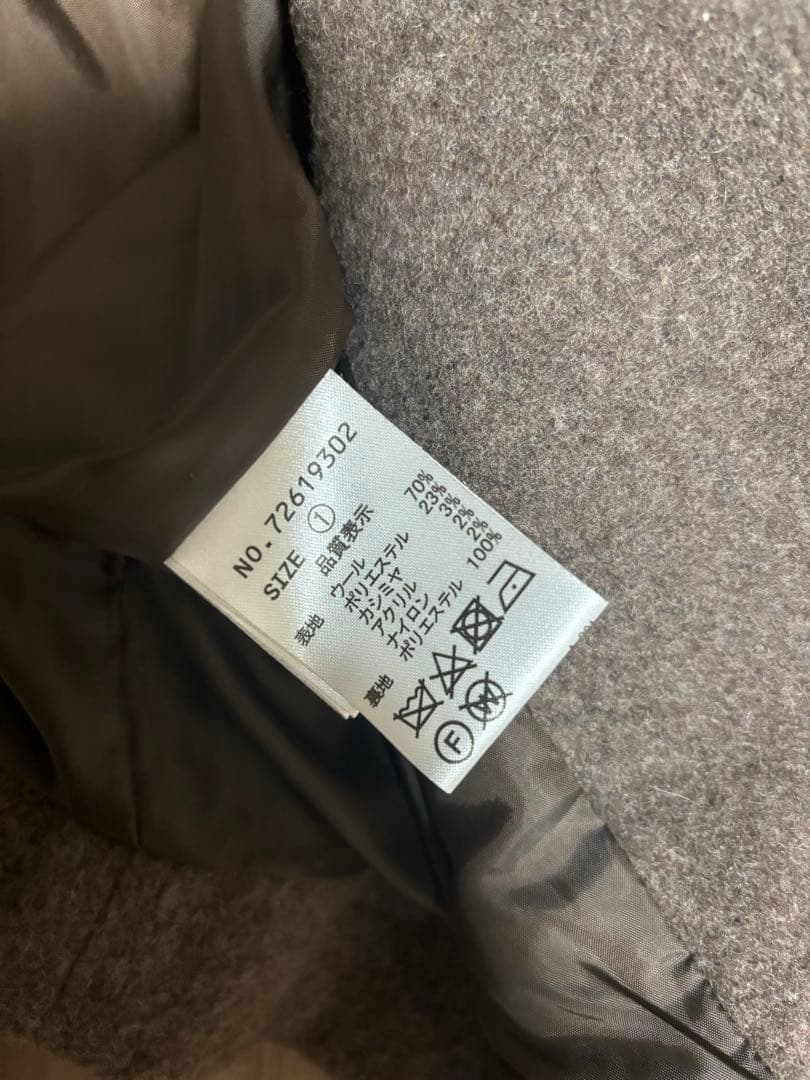 NO.72619302
SIZE ①
品質表示
表地 ウール 70%
ポリエステル 23%
カシミヤ 3%
アクリル 2%
ナイロン 2%
裏地 ポリエステル 100%
F W